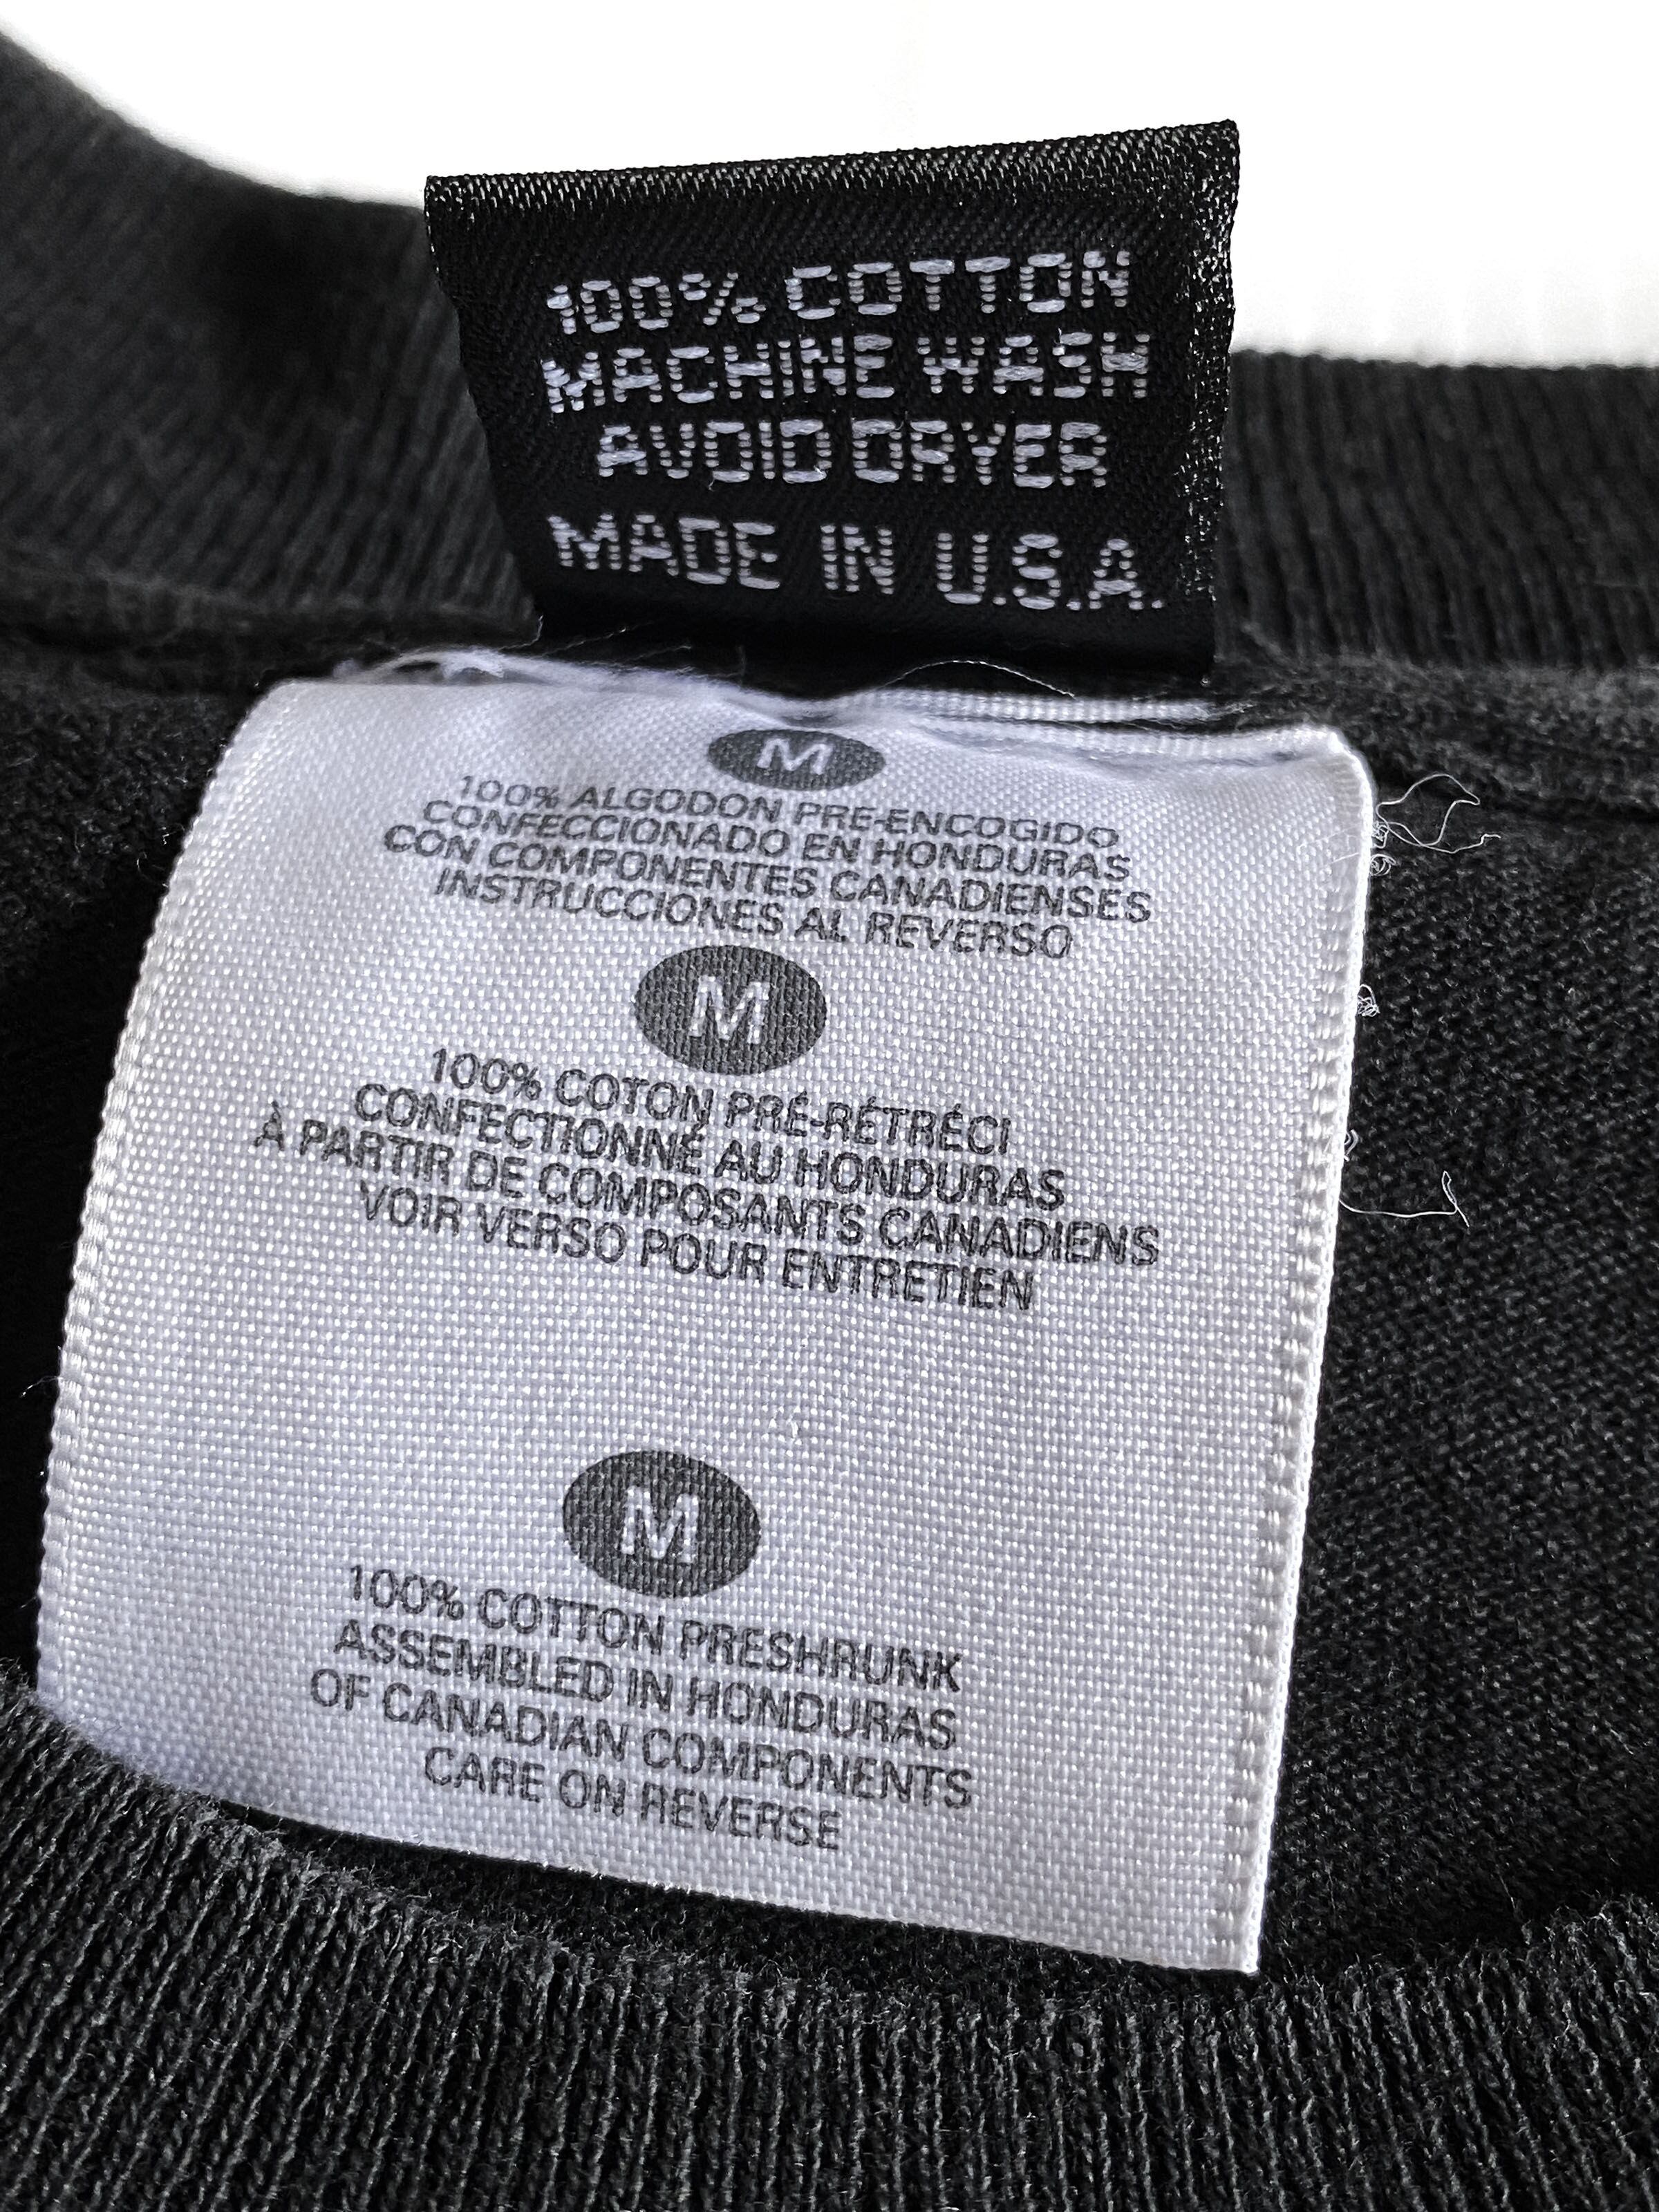 100% COTTON
MACHINE WASH
AVOID DRYER
MADE IN U.S.A.
M
100% ALGODON PRE-ENCOGIDO
CONFECCIONADO EN HONDURAS
CON COMPONENTES CANADIENSES
INSTRUCCIONES AL REVERSO
M
100% COTON PRÉ-RÉTRÉCI
CONFECTIONNÉ AU HONDURAS
À PARTIR DE COMPOSANTS CANADIENS
VOIR VERSO POUR ENTRETIEN
M
100% COTTON PRESHRUNK
ASSEMBLED IN HONDURAS
OF CANADIAN COMPONENTS
CARE ON REVERSE